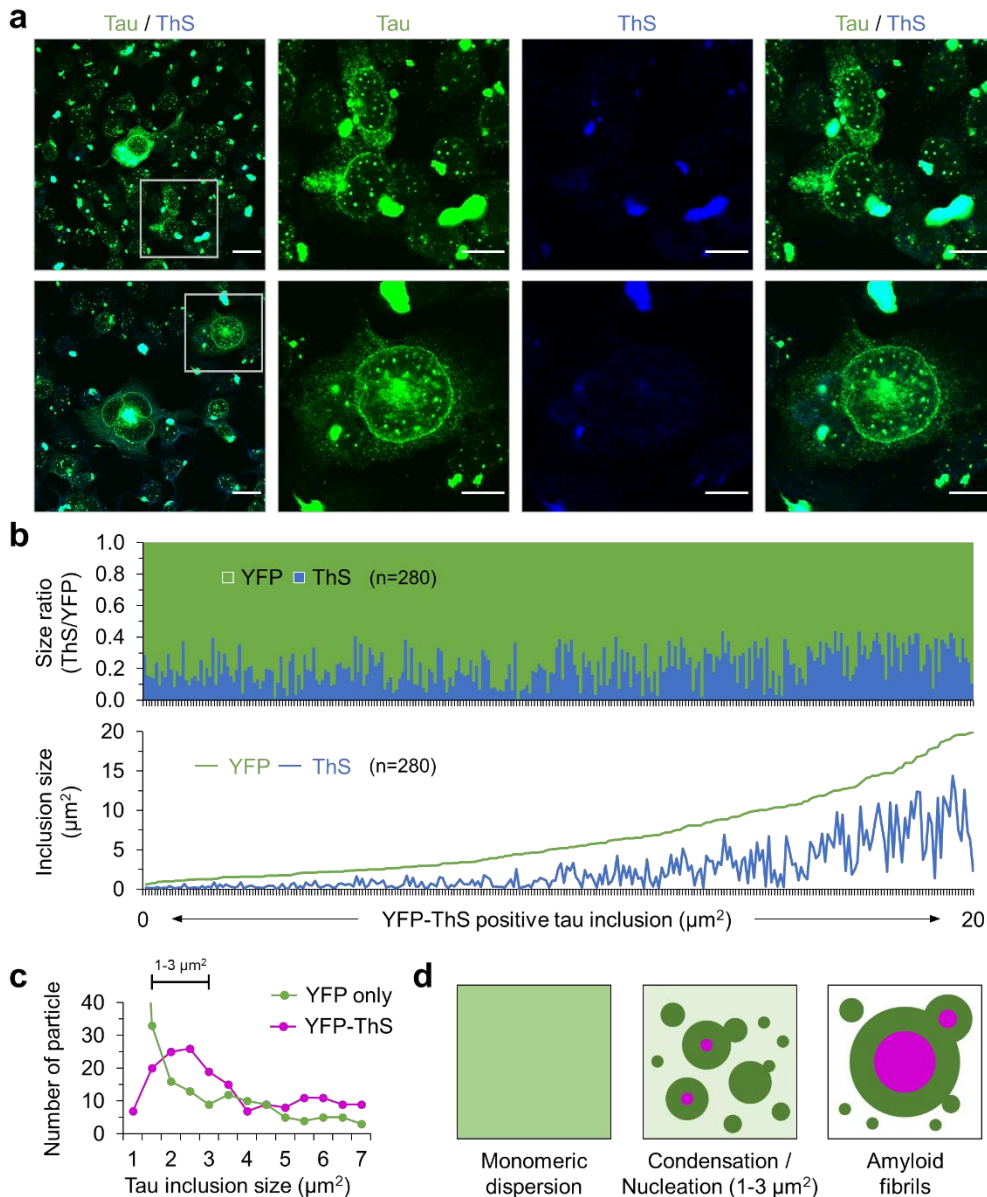 a
Tau / ThS
Tau
ThS
Tau / ThS
b
1.0
0.8
0.6
0.4
0.2
0.0
Size ratio
(ThS/YFP)
YFP ThS (n=280)
20
15
10
5
0
Inclusion size
(µm²)
YFP ThS (n=280)
0
YFP-ThS positive tau inclusion (µm²)
20
c
1-3 µm²
40
30
20
10
0
Number of particle
YFP only
YFP-ThS
1 2 3 4 5 6 7
Tau inclusion size (µm²)
d
Monomeric
dispersion
Condensation /
Nucleation (1-3 µm²)
Amyloid
fibrils